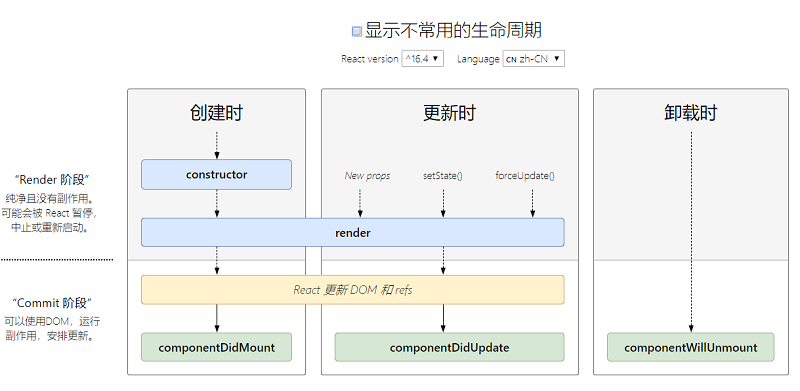 显示不常用的生命周期
React version ^16.4 Language CN zh-CN
创建时
更新时
卸载时
“Render 阶段”
纯净且没有副作用。
可能会被 React 暂停，
中止或重新启动。
constructor
New props
setState()
forceUpdate()
render
“Commit 阶段”
可以使用DOM，运行
副作用，安排更新。
React 更新 DOM 和 refs
componentDidMount
componentDidUpdate
componentWillUnmount